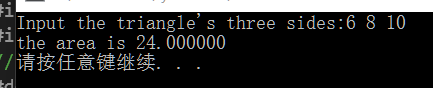 #i
#i
//
Input the triangle's three sides:6 8 10
the area is 24.000000
请按任意键继续. . .